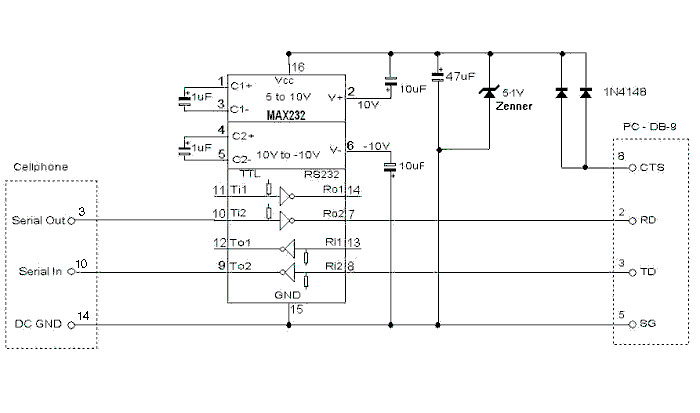 16
Vcc
1 C1+
1uF
5 to 10V
V+ 2
10V
10uF
47uF
5·1V
Zenner
1N4148
3 C1-
MAX232
4 C2+
1uF
10V to -10V
V- 6 -10V
5 C2-
10uF
PC - DB-9
Cellphone
TTL RS232
8 CTS
11 Ti1 Ro1 14
Serial Out 3 10 Ti2 Ro2 7 2 RD
12 To1 Ri1 13
Serial In 10 9 To2 Ri2 8 3 TD
GND
15
DC GND 14 5 SG